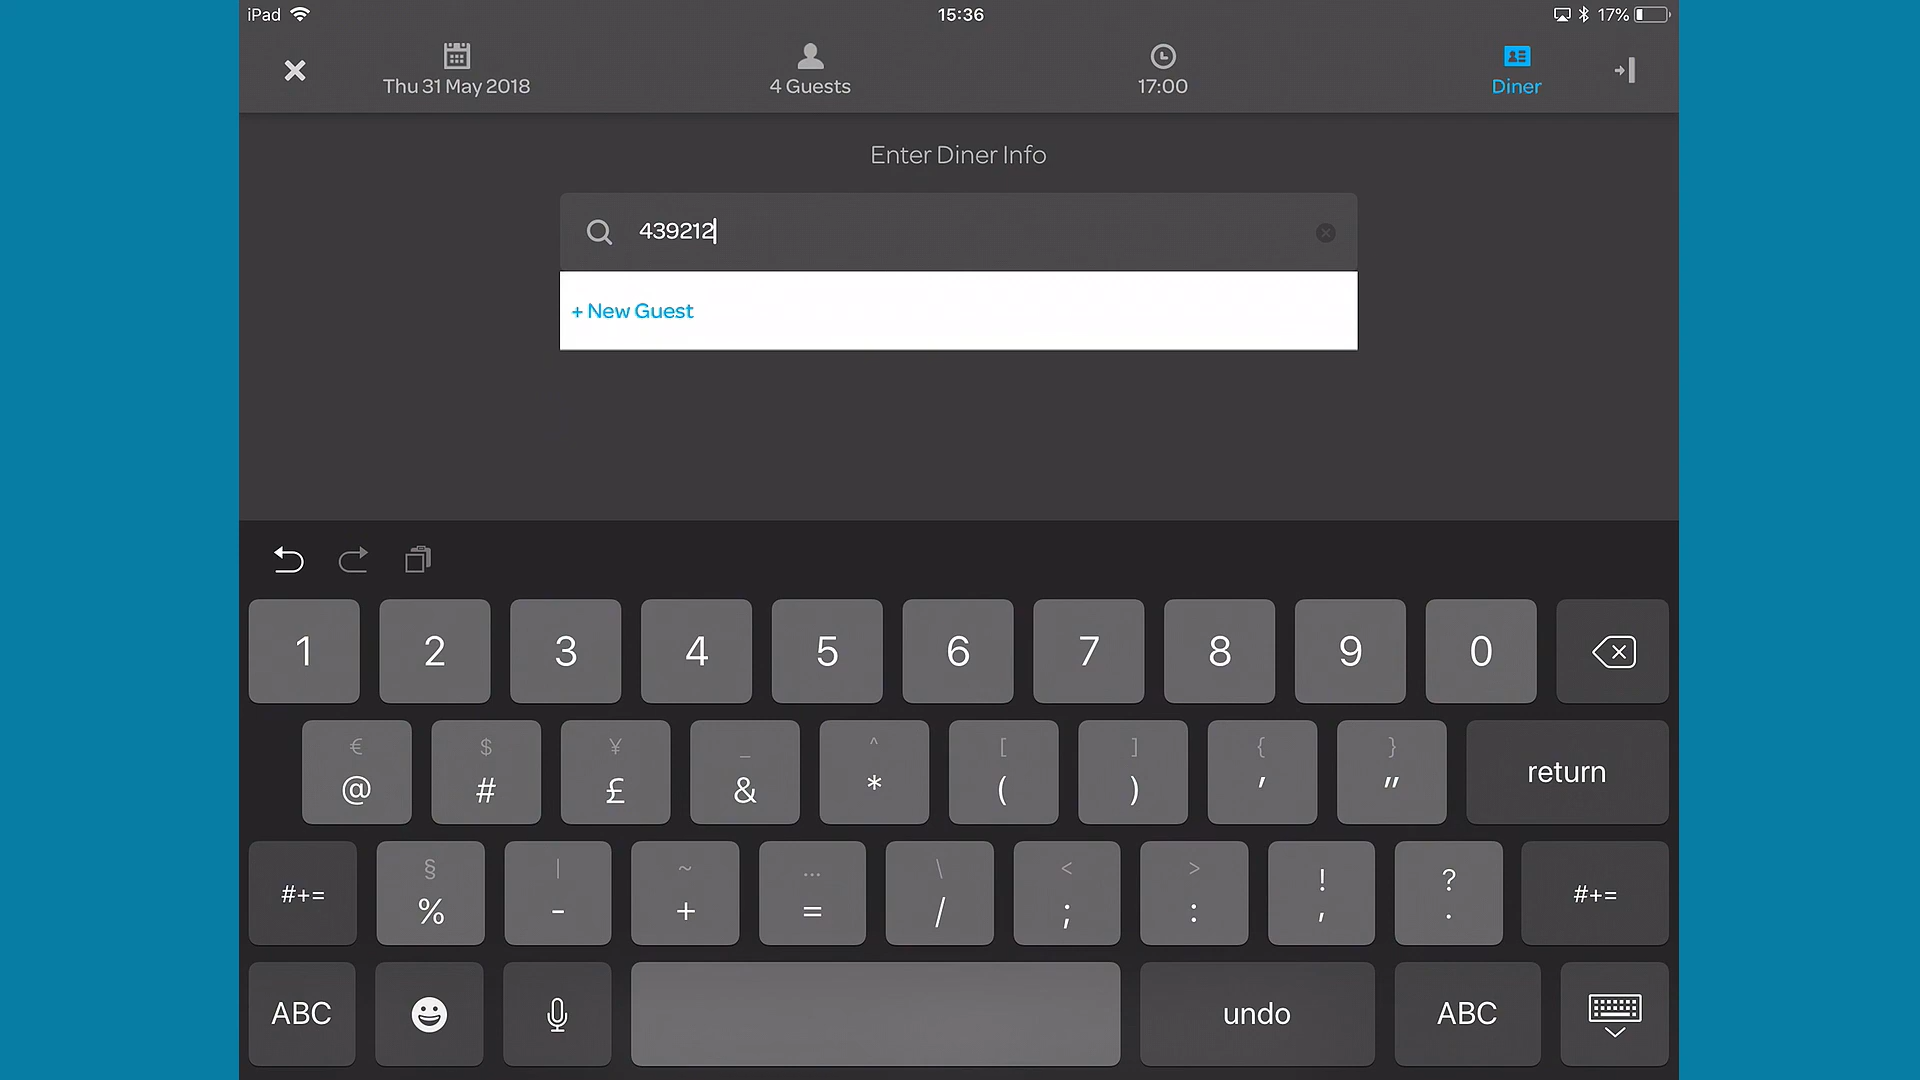 iPad 15:36 17%
Thu 31 May 2018 4 Guests 17:00 Diner
Enter Diner Info
439212
+ New Guest
1 2 3 4 5 6 7 8 9 0
€ $ ¥ _ ^ [ ] { }
@ # £ & * ( ) ' " return
§ | ~ … \ < > ! ?
#+= % - + = / ; : , . #+=
ABC undo ABC